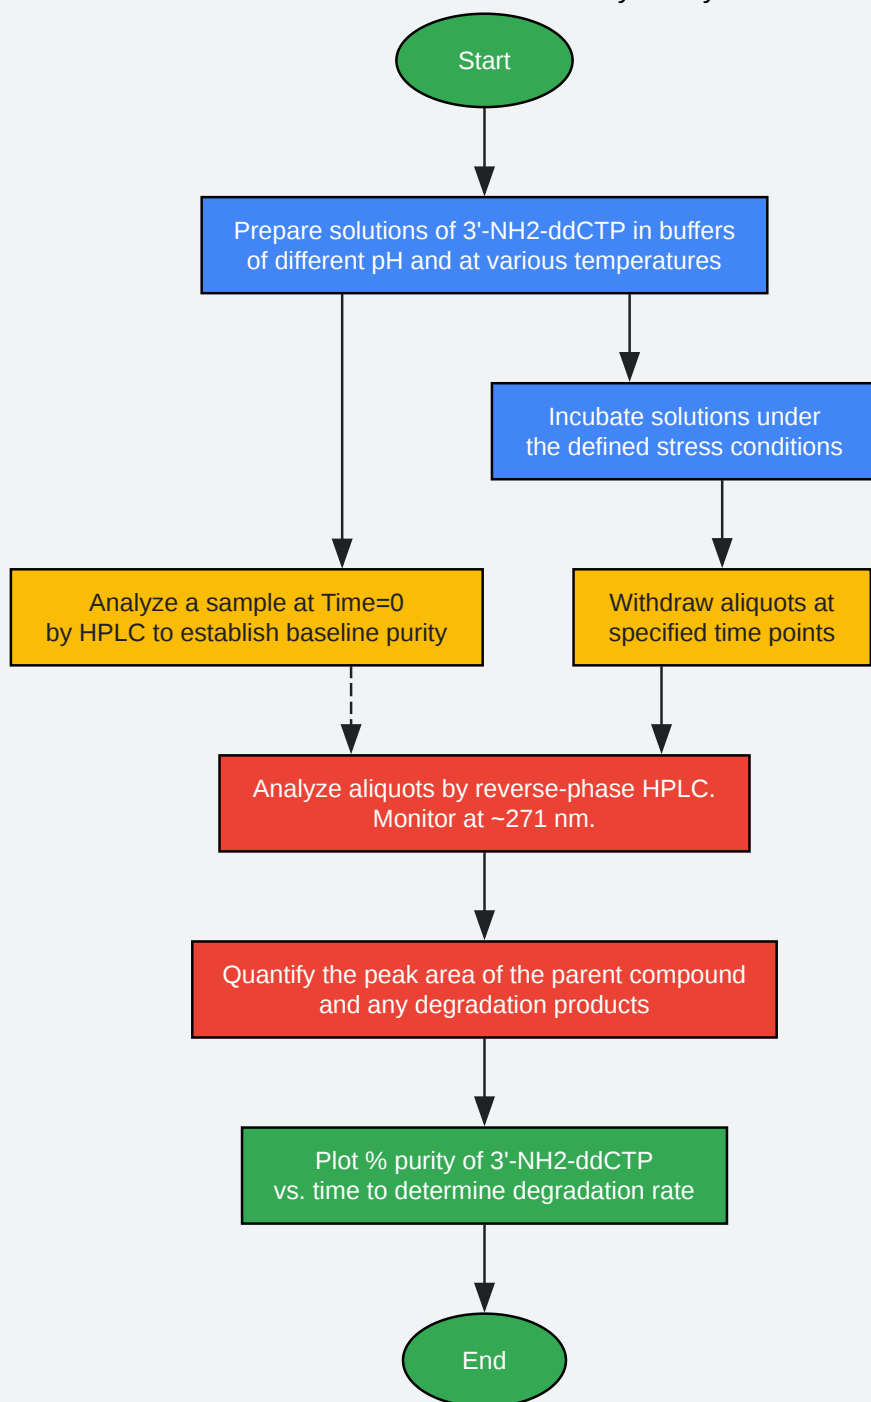 Start
Prepare solutions of 3'-NH2-ddCTP in buffers
of different pH and at various temperatures
Incubate solutions under
the defined stress conditions
Analyze a sample at Time=0
by HPLC to establish baseline purity
Withdraw aliquots at
specified time points
Analyze aliquots by reverse-phase HPLC.
Monitor at ~271 nm.
Quantify the peak area of the parent compound
and any degradation products
Plot % purity of 3'-NH2-ddCTP
vs. time to determine degradation rate
End